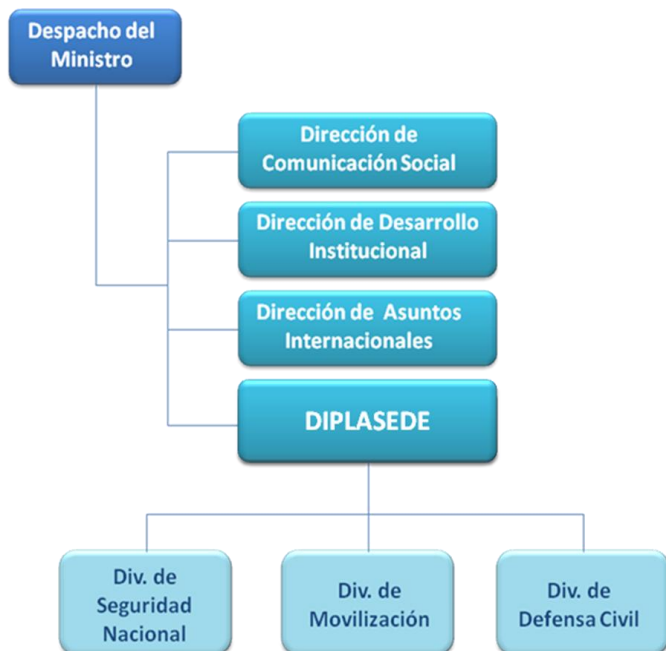 Despacho del
Ministro
Dirección de
Comunicación Social
Dirección de Desarrollo
Institucional
Dirección de Asuntos
Internacionales
DIPLASEDE
Div. de
Seguridad
Nacional
Div. de
Movilización
Div. de
Defensa Civil